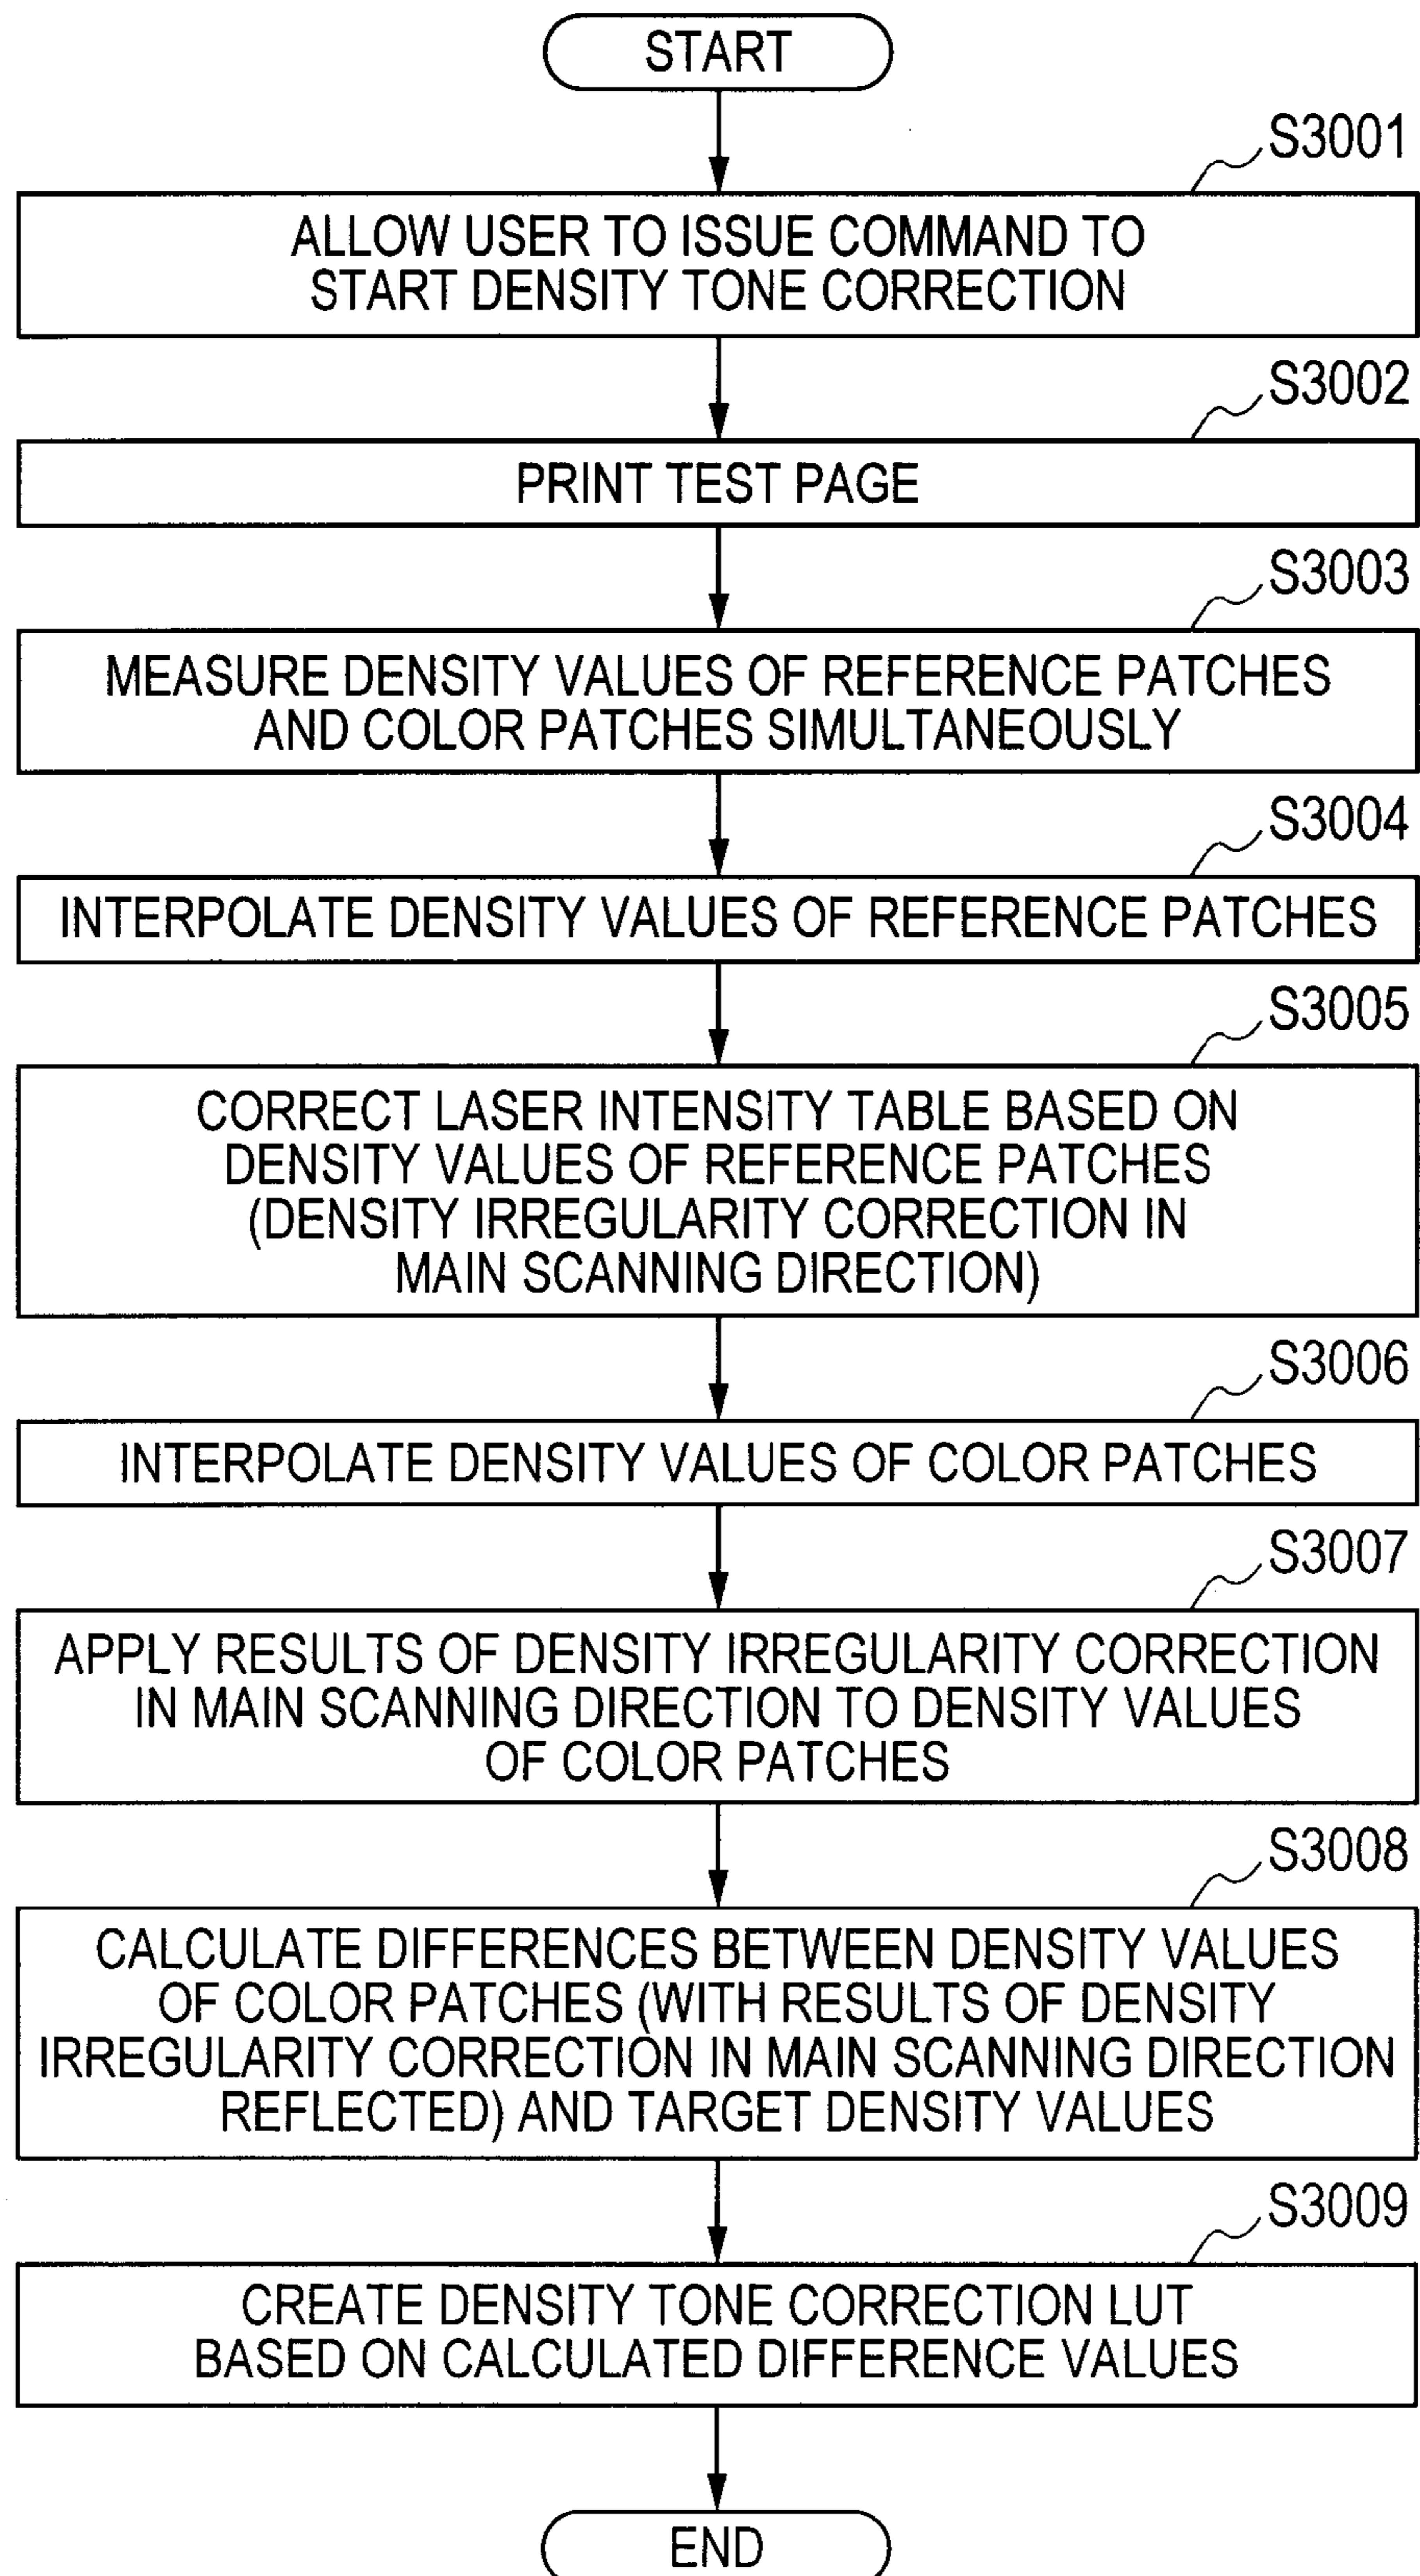 START
S3001
ALLOW USER TO ISSUE COMMAND TO
START DENSITY TONE CORRECTION
S3002
PRINT TEST PAGE
S3003
MEASURE DENSITY VALUES OF REFERENCE PATCHES
AND COLOR PATCHES SIMULTANEOUSLY
S3004
INTERPOLATE DENSITY VALUES OF REFERENCE PATCHES
S3005
CORRECT LASER INTENSITY TABLE BASED ON
DENSITY VALUES OF REFERENCE PATCHES
(DENSITY IRREGULARITY CORRECTION IN
MAIN SCANNING DIRECTION)
S3006
INTERPOLATE DENSITY VALUES OF COLOR PATCHES
S3007
APPLY RESULTS OF DENSITY IRREGULARITY CORRECTION
IN MAIN SCANNING DIRECTION TO DENSITY VALUES
OF COLOR PATCHES
S3008
CALCULATE DIFFERENCES BETWEEN DENSITY VALUES
OF COLOR PATCHES (WITH RESULTS OF DENSITY
IRREGULARITY CORRECTION IN MAIN SCANNING DIRECTION
REFLECTED) AND TARGET DENSITY VALUES
S3009
CREATE DENSITY TONE CORRECTION LUT
BASED ON CALCULATED DIFFERENCE VALUES
END